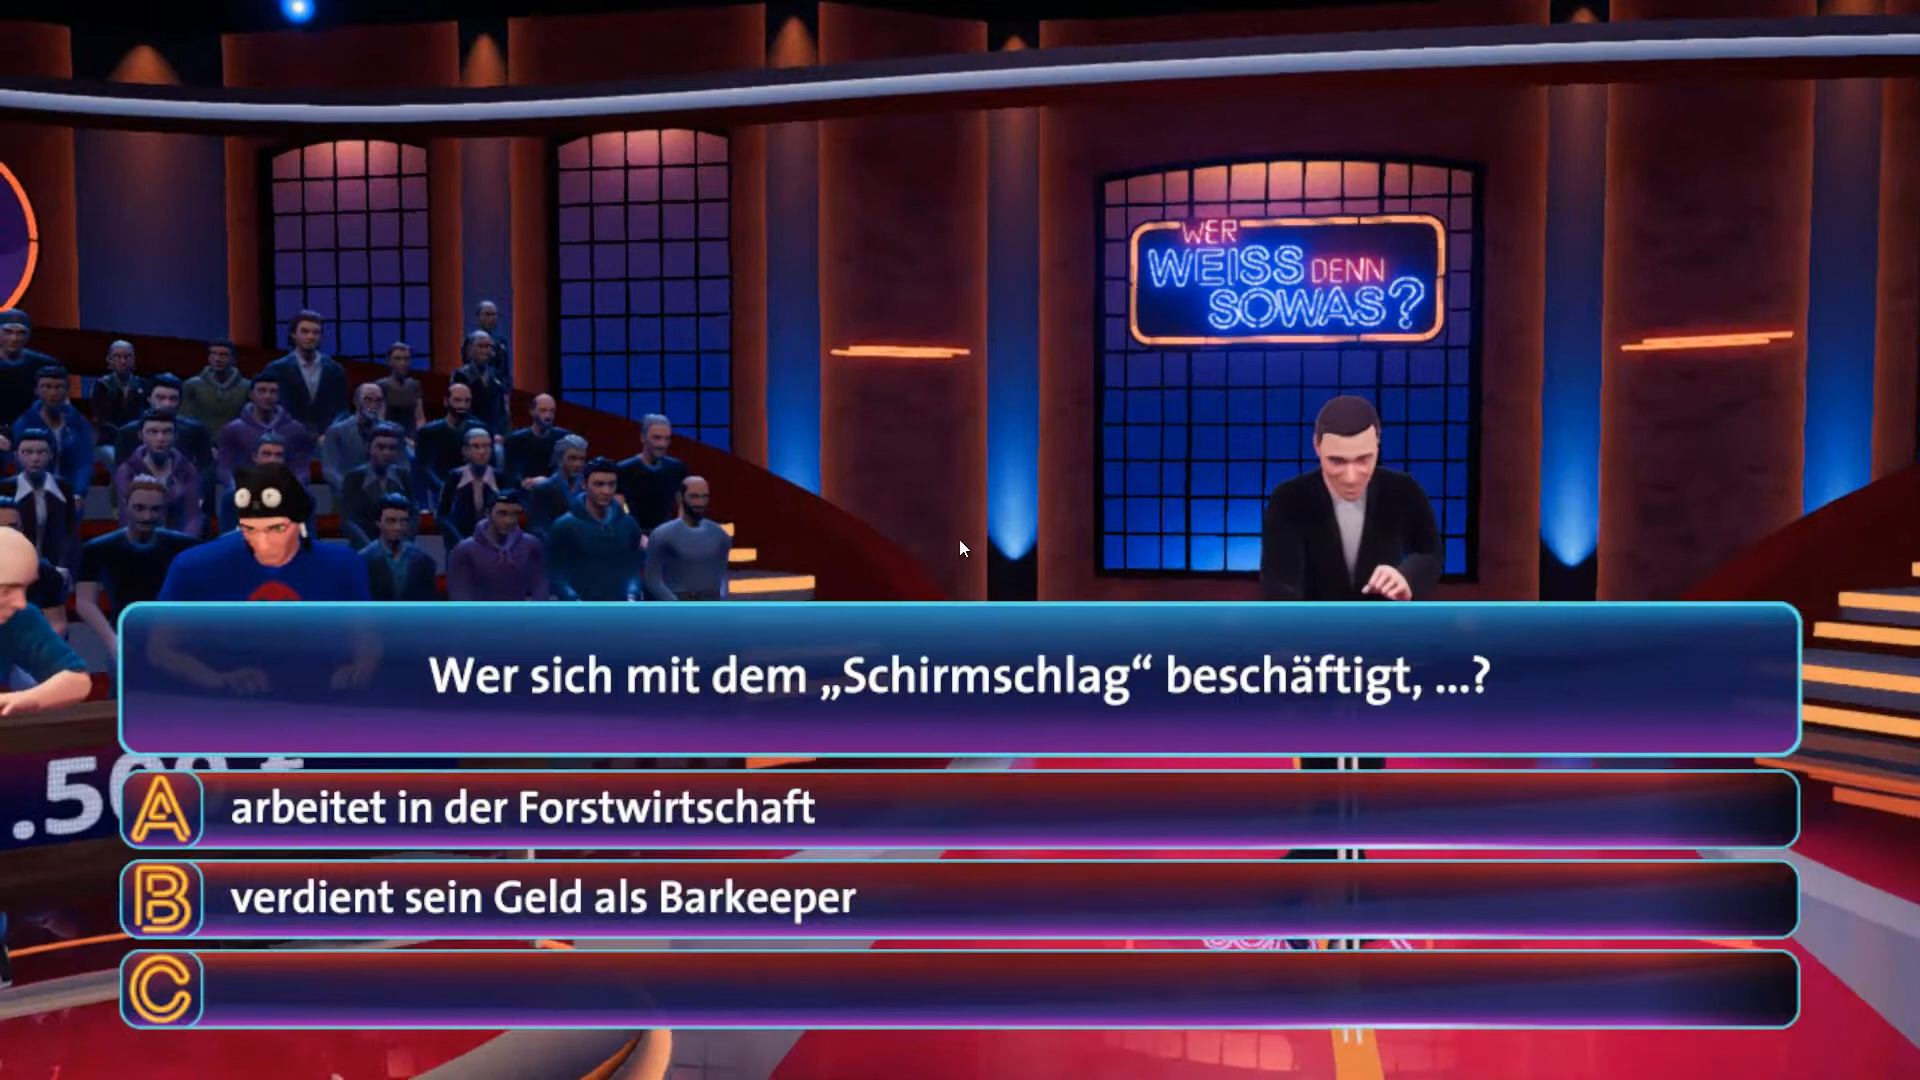 WER
WEISS DENN
SOWAS?
Wer sich mit dem „Schirmschlag“ beschäftigt, ...?
A arbeitet in der Forstwirtschaft
B verdient sein Geld als Barkeeper
C